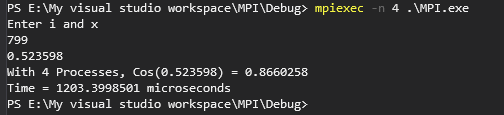 PS E:\My visual studio workspace\MPI\Debug> mpiexec -n 4 .\MPI.exe
Enter i and x
799
0.523598
With 4 Processes, Cos(0.523598) = 0.8660258
Time = 1203.3998501 microseconds
PS E:\My visual studio workspace\MPI\Debug>